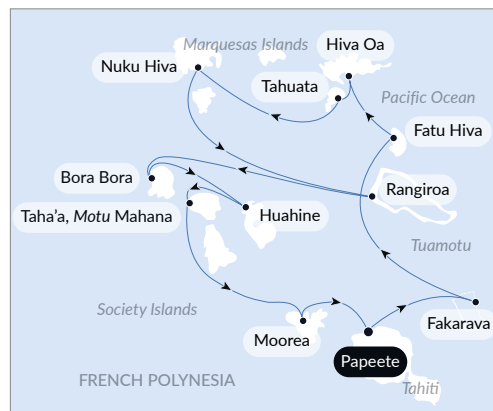 Marquesas Islands
Hiva Oa
Nuku Hiva
Tahuata
Pacific Ocean
Fatu Hiva
Bora Bora
Rangiroa
Taha'a, Motu Mahana
Huahine
Tuamotu
Society Islands
Fakarava
Moorea
Papeete
FRENCH POLYNESIA
Tahiti